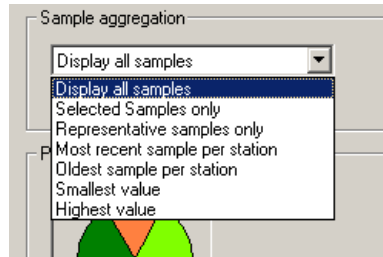 Sample aggregation
Display all samples
Display all samples
Selected Samples only
Representative samples only
Most recent sample per station
Oldest sample per station
Smallest value
Highest value